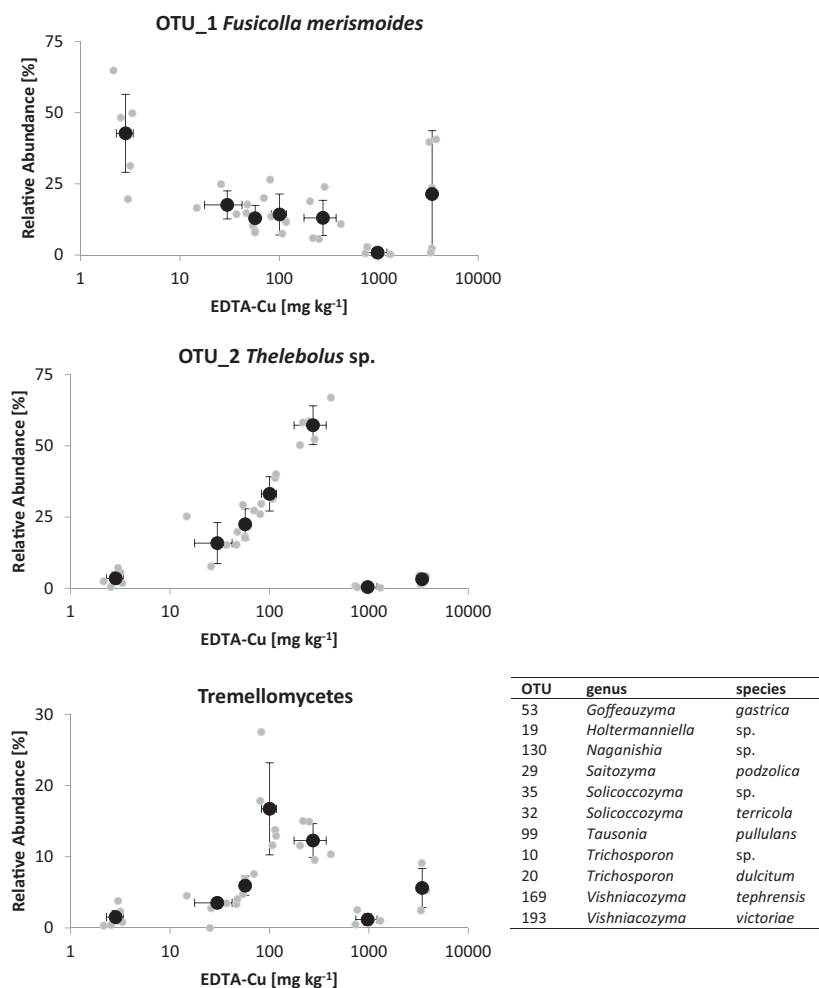 OTU_1 Fusicolla merismoides
75
50
25
0
Relative Abundance [%]
1 10 100 1000 10000
EDTA-Cu [mg kg⁻¹]
OTU_2 Thelebolus sp.
75
50
25
0
Relative Abundance [%]
1 10 100 1000 10000
EDTA-Cu [mg kg⁻¹]
Tremellomycetes
30
20
10
0
Relative Abundance [%]
1 10 100 1000 10000
EDTA-Cu [mg kg⁻¹]
OTU genus species
53 Goffeauzyma gastrica
19 Holtermanniella sp.
130 Naganishia sp.
29 Saitozyma podzolica
35 Solicoccozyma sp.
32 Solicoccozyma terricola
99 Tausonia pullulans
10 Trichosporon sp.
20 Trichosporon dulcitum
169 Vishniacozyma tephrensis
193 Vishniacozyma victoriae